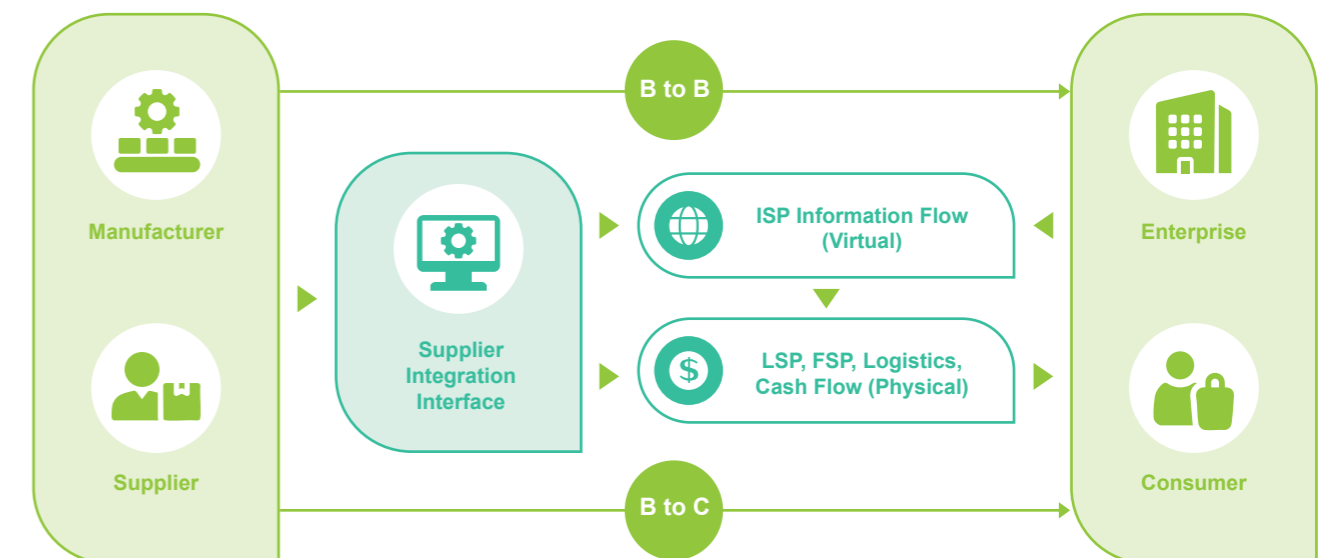 B to B
Manufacturer
Supplier
Supplier
Integration
Interface
ISP Information Flow
(Virtual)
LSP, FSP, Logistics,
Cash Flow (Physical)
Enterprise
Consumer
B to C